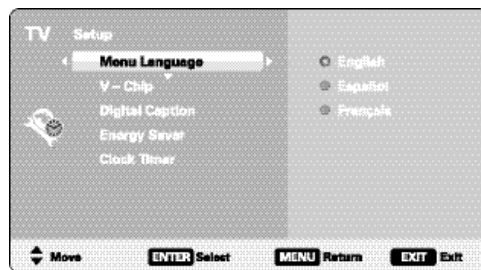 TV Setup
Menu Language
English
V - Chip
Español
Digital Caption
Français
Energy Saver
Clock Timer
Move ENTER Select MENU Return EXIT Exit